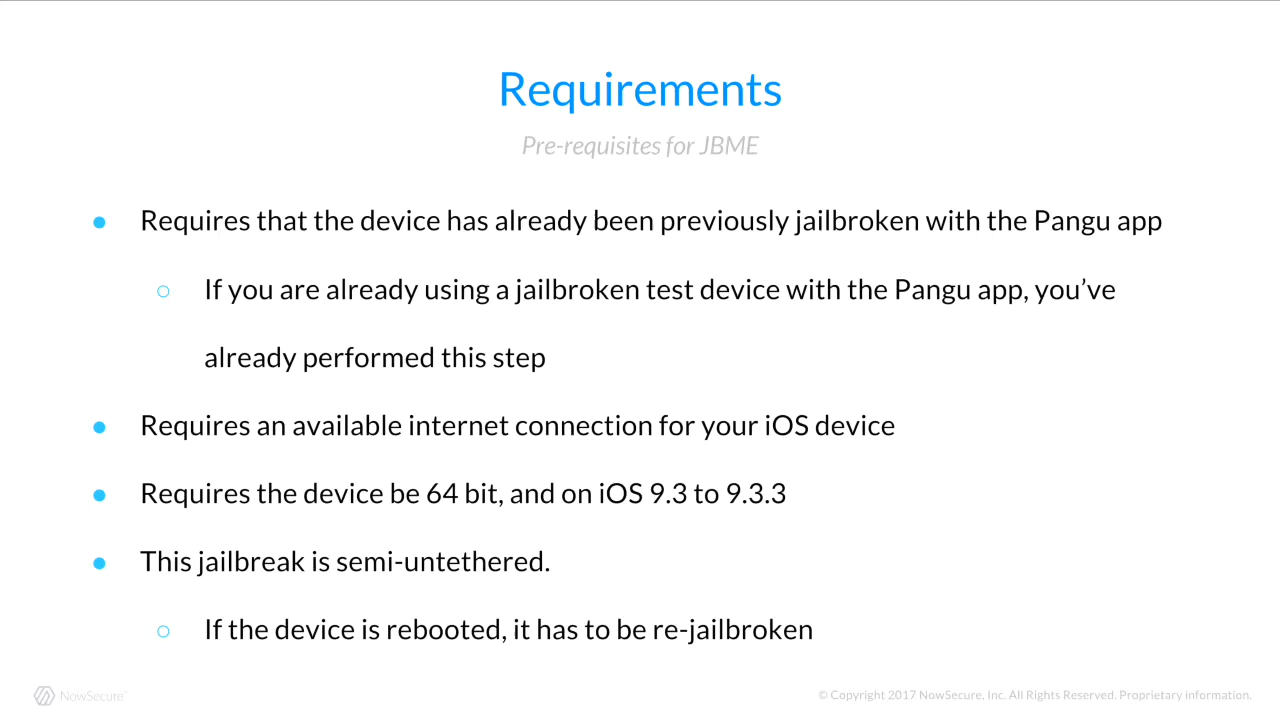 Requirements
Pre-requisites for JBME
● Requires that the device has already been previously jailbroken with the Pangu app
○ If you are already using a jailbroken test device with the Pangu app, you’ve
already performed this step
● Requires an available internet connection for your iOS device
● Requires the device be 64 bit, and on iOS 9.3 to 9.3.3
● This jailbreak is semi-untethered.
○ If the device is rebooted, it has to be re-jailbroken
NowSecure™
© Copyright 2017 NowSecure, Inc. All Rights Reserved. Proprietary information.